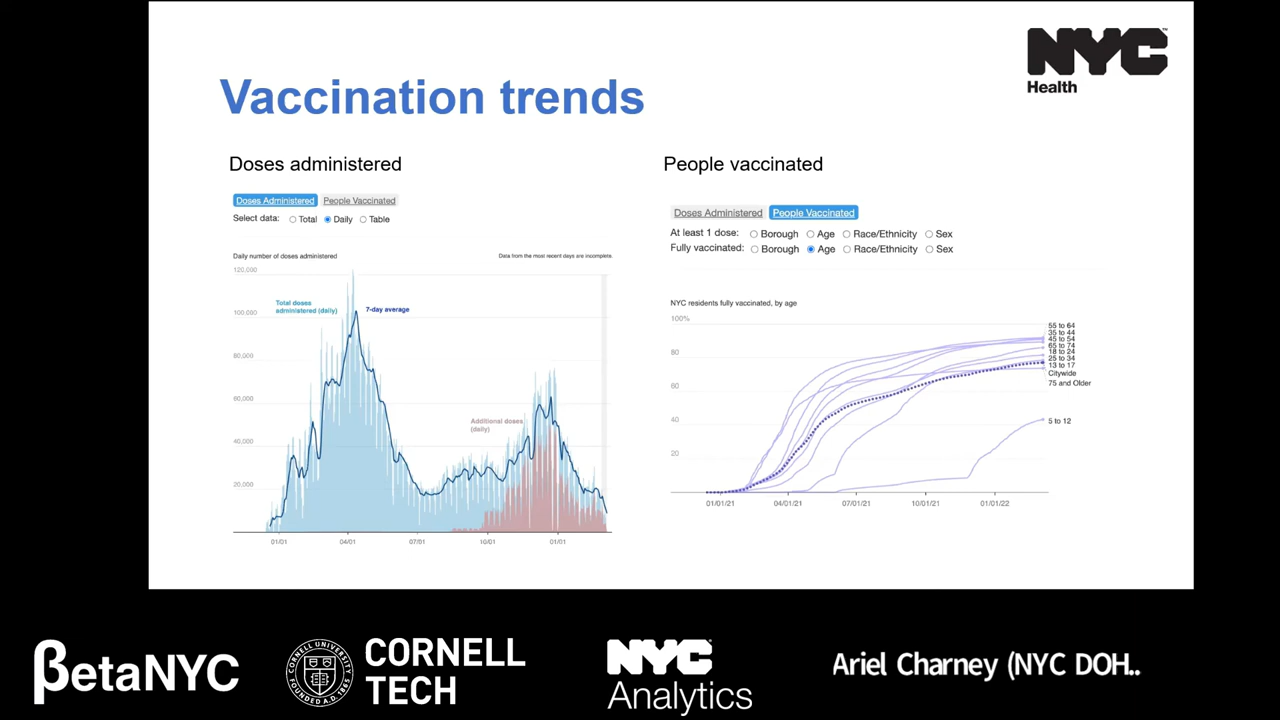 NYC
Health
Vaccination trends
Doses administered
Doses Administered People Vaccinated
Select data: Total Daily Table
Daily number of doses administered
Data from the most recent days are incomplete.
120,000
100,000
80,000
60,000
40,000
20,000
Total doses
administered (daily)
7-day average
Additional doses
(daily)
01/01 04/01 07/01 10/01 01/01
People vaccinated
Doses Administered People Vaccinated
At least 1 dose: Borough Age Race/Ethnicity Sex
Fully vaccinated: Borough Age Race/Ethnicity Sex
NYC residents fully vaccinated, by age
100%
80
60
40
20
55 to 64
35 to 44
45 to 54
65 to 74
18 to 24
25 to 34
13 to 17
Citywide
75 and Older
5 to 12
01/01/21 04/01/21 07/01/21 10/01/21 01/01/22
βetaNYC
CORNELL UNIVERSITY
FOUNDED A.D. 1865
CORNELL
TECH
NYC
Analytics
Ariel Charney (NYC DOH..